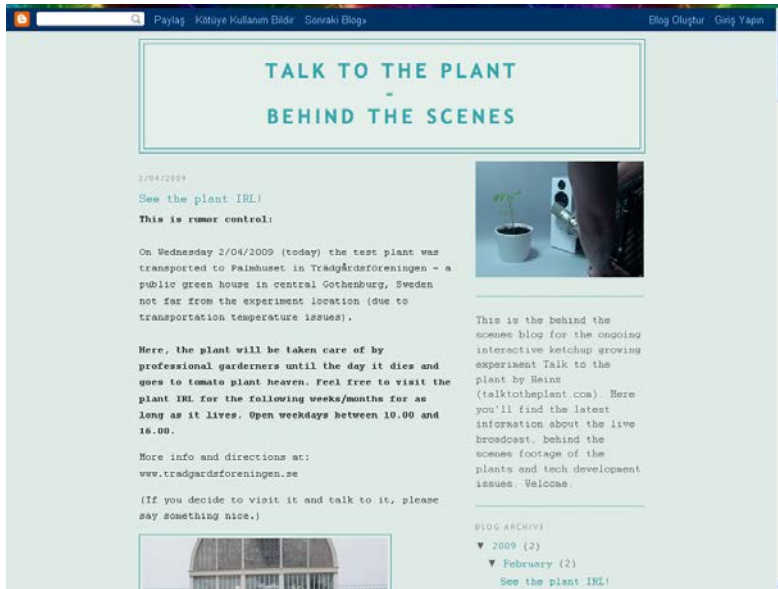 Paylaş Kötüye Kullanım Bildir Sonraki Blog»
Blog Oluştur Giriş Yapın
TALK TO THE PLANT
-
BEHIND THE SCENES
2/04/2009
See the plant IRL!
This is rumor control:
On Wednesday 2/04/2009 (today) the test plant was
transported to Palmhuset in Trädgårdsföreningen - a
public green house in central Gothenburg, Sweden
not far from the experiment location (due to
transportation temperature issues).
Here, the plant will be taken care of by
professional garderners until the day it dies and
goes to tomato plant heaven. Feel free to visit the
plant IRL for the following weeks/months for as
long as it lives. Open weekdays between 10.00 and
16.00.
More info and directions at:
www.tradgardsforeningen.se
(If you decide to visit it and talk to it, please
say something nice.)
This is the behind the
scenes blog for the ongoing
interactive ketchup growing
experiment Talk to the
plant by Heinz
(talktotheplant.com). Here
you'll find the latest
information about the live
broadcast, behind the
scenes footage of the
plants and tech development
issues. Welcome.
BLOG ARCHIVE
▼ 2009 (2)
▼ February (2)
See the plant IRL!